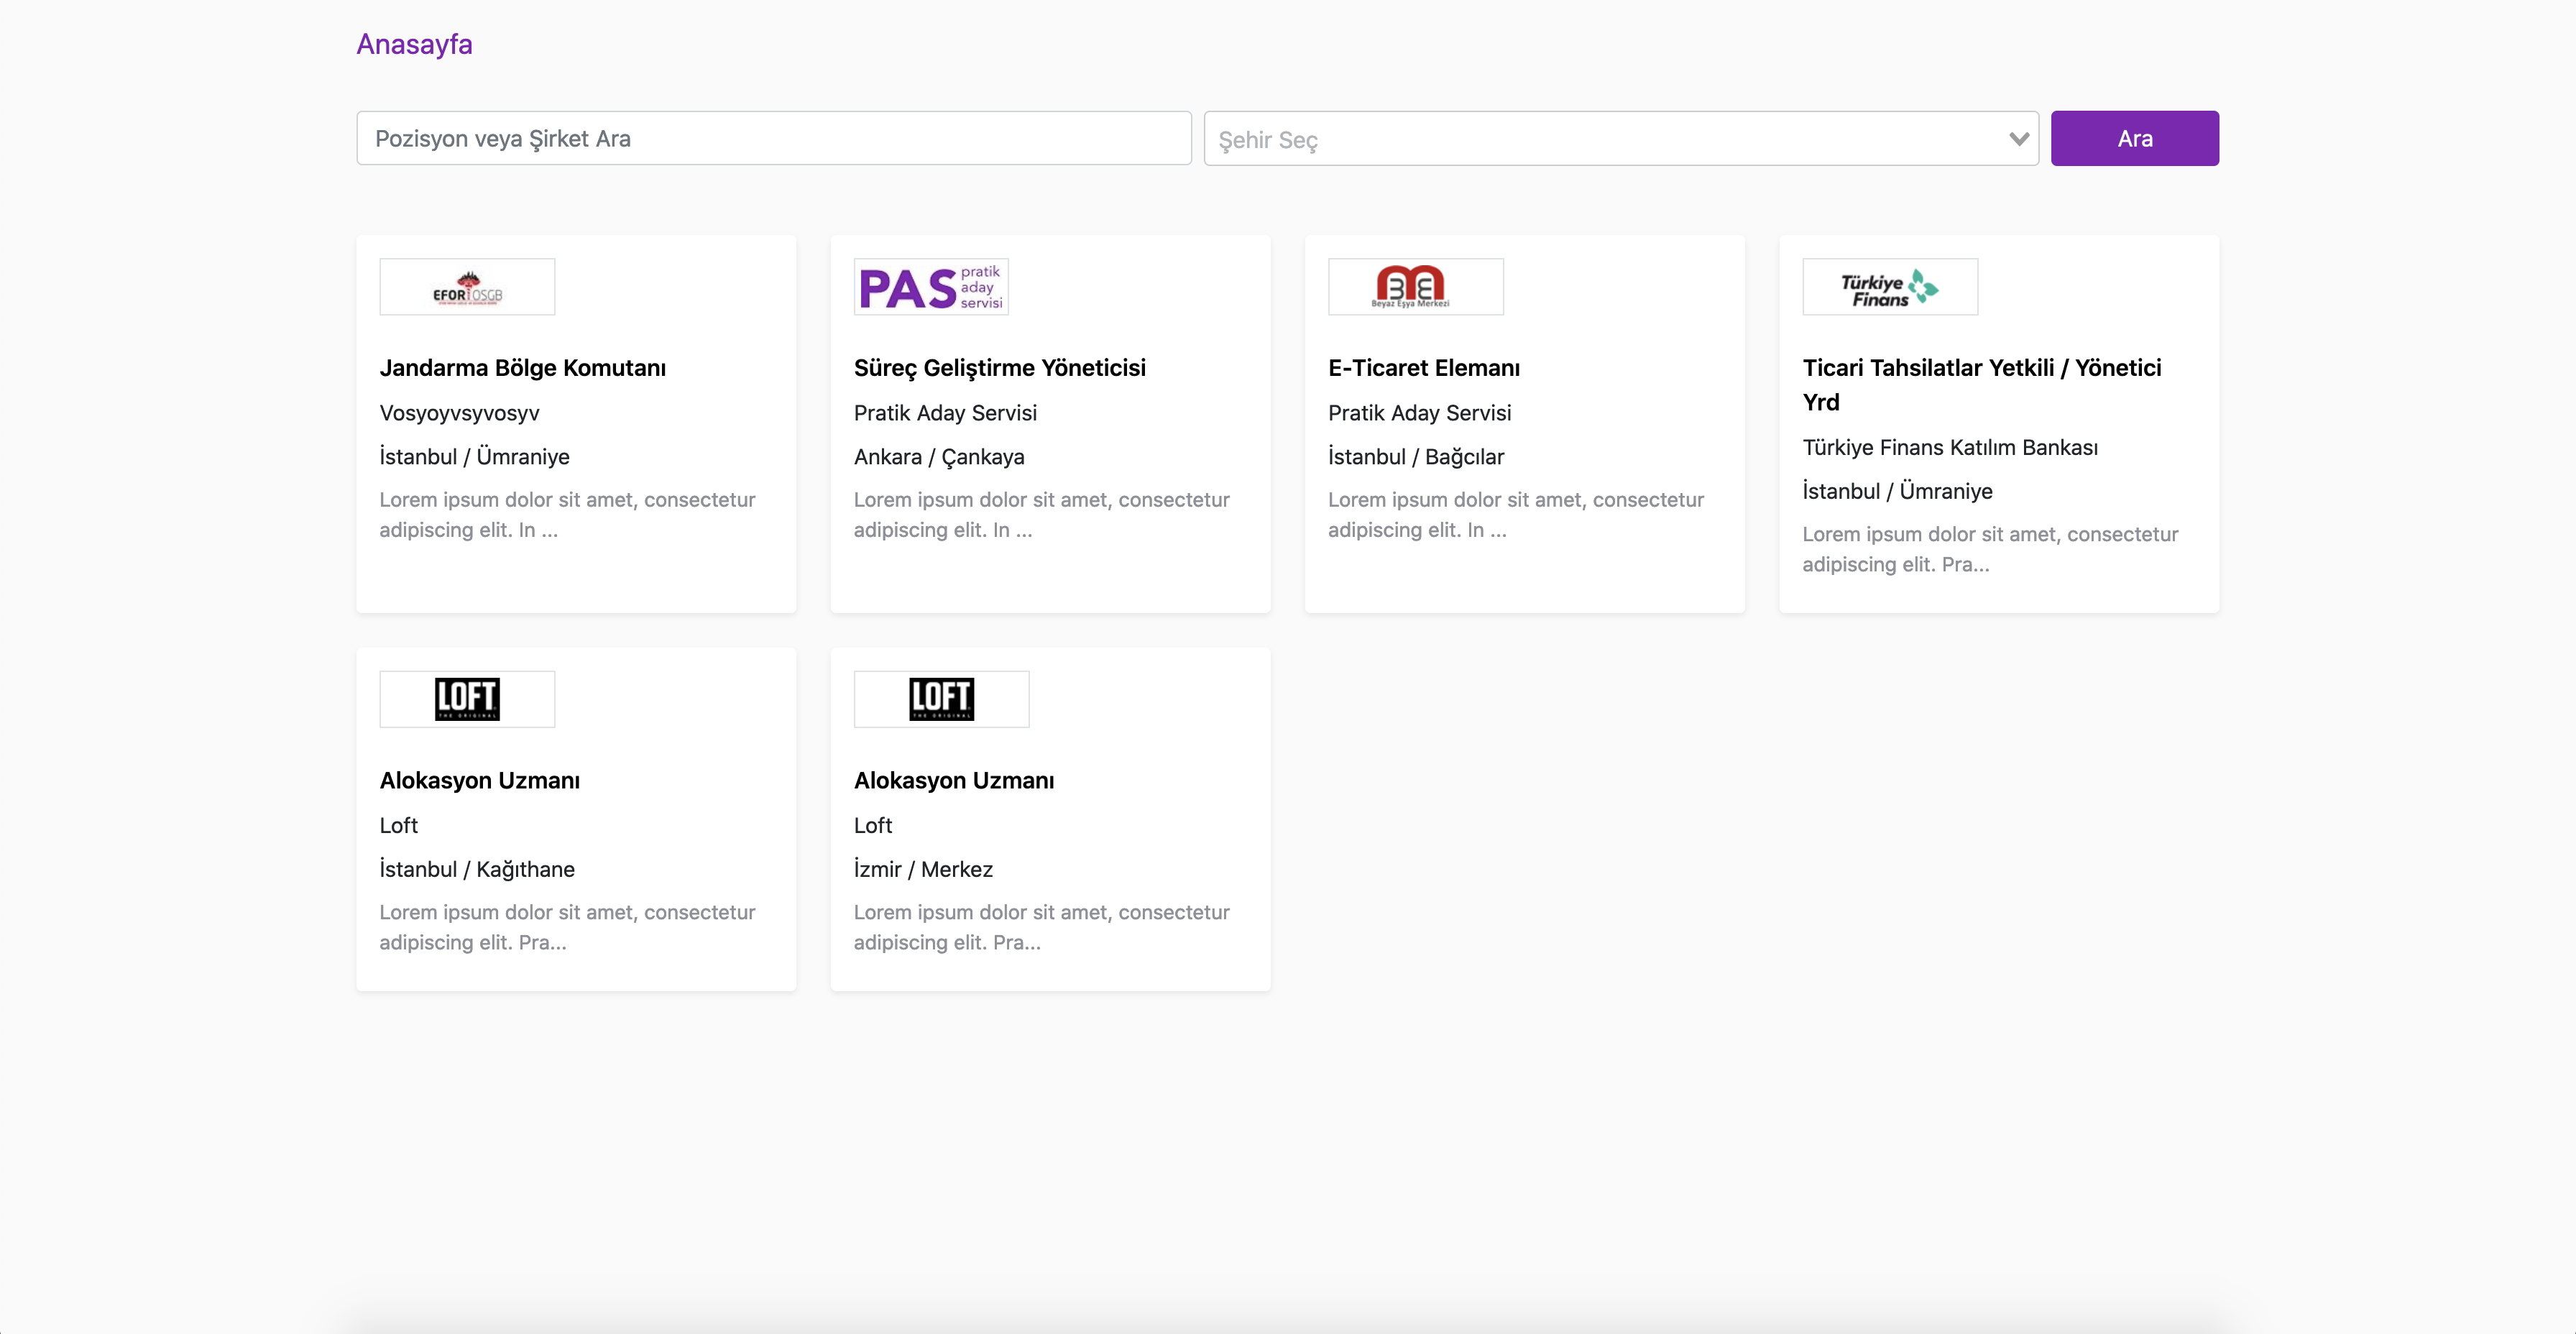 Anasayfa
Pozisyon veya Şirket Ara
Şehir Seç
Ara
EFOR OSGB
Jandarma Bölge Komutanı
Vosyoyvsyvosyv
İstanbul / Ümraniye
Lorem ipsum dolor sit amet, consectetur
adipiscing elit. In ...
PAS pratik
aday
servisi
Süreç Geliştirme Yöneticisi
Pratik Aday Servisi
Ankara / Çankaya
Lorem ipsum dolor sit amet, consectetur
adipiscing elit. In ...
Beyaz Eşya Merkezi
E-Ticaret Elemanı
Pratik Aday Servisi
İstanbul / Bağcılar
Lorem ipsum dolor sit amet, consectetur
adipiscing elit. In ...
Türkiye
Finans
Ticari Tahsilatlar Yetkili / Yönetici
Yrd
Türkiye Finans Katılım Bankası
İstanbul / Ümraniye
Lorem ipsum dolor sit amet, consectetur
adipiscing elit. Pra...
LOFT
THE ORIGINAL
Alokasyon Uzmanı
Loft
İstanbul / Kağıthane
Lorem ipsum dolor sit amet, consectetur
adipiscing elit. Pra...
LOFT
THE ORIGINAL
Alokasyon Uzmanı
Loft
İzmir / Merkez
Lorem ipsum dolor sit amet, consectetur
adipiscing elit. Pra...